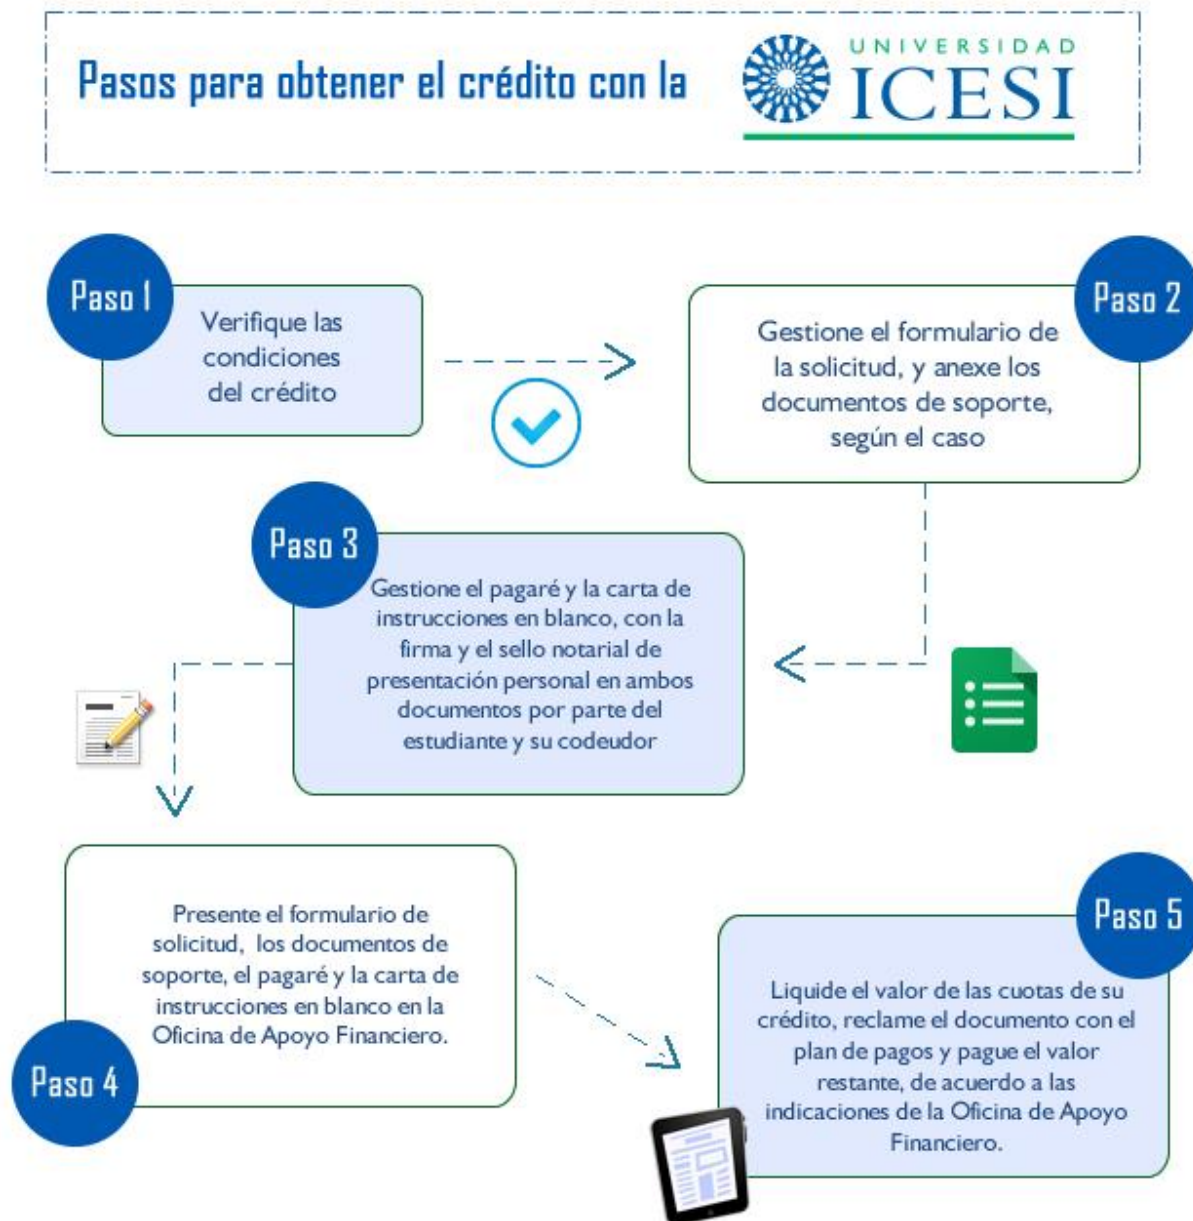 Pasos para obtener el crédito con la
UNIVERSIDAD
ICESI
Paso 1
Verifique las
condiciones
del crédito
Paso 2
Gestione el formulario de
la solicitud, y anexe los
documentos de soporte,
según el caso
Paso 3
Gestione el pagaré y la carta de
instrucciones en blanco, con la
firma y el sello notarial de
presentación personal en ambos
documentos por parte del
estudiante y su codeudor
Paso 4
Presente el formulario de
solicitud, los documentos de
soporte, el pagaré y la carta de
instrucciones en blanco en la
Oficina de Apoyo Financiero.
Paso 5
Liquide el valor de las cuotas de su
crédito, reclame el documento con el
plan de pagos y pague el valor
restante, de acuerdo a las
indicaciones de la Oficina de Apoyo
Financiero.